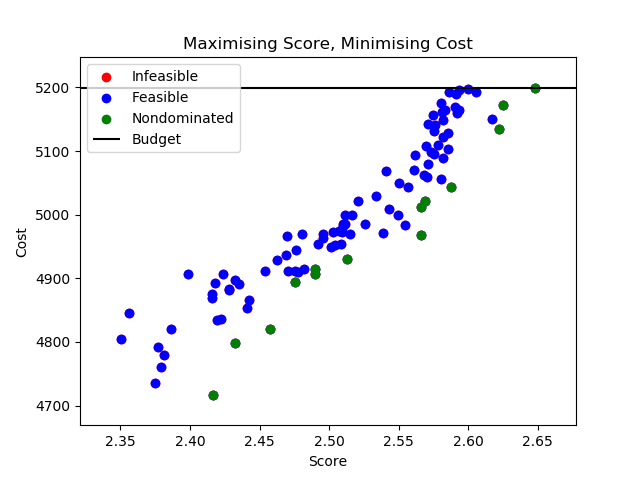 Maximising Score, Minimising Cost
Infeasible
Feasible
Nondominated
Budget
5200
5100
5000
4900
4800
4700
Cost
2.35 2.40 2.45 2.50 2.55 2.60 2.65
Score